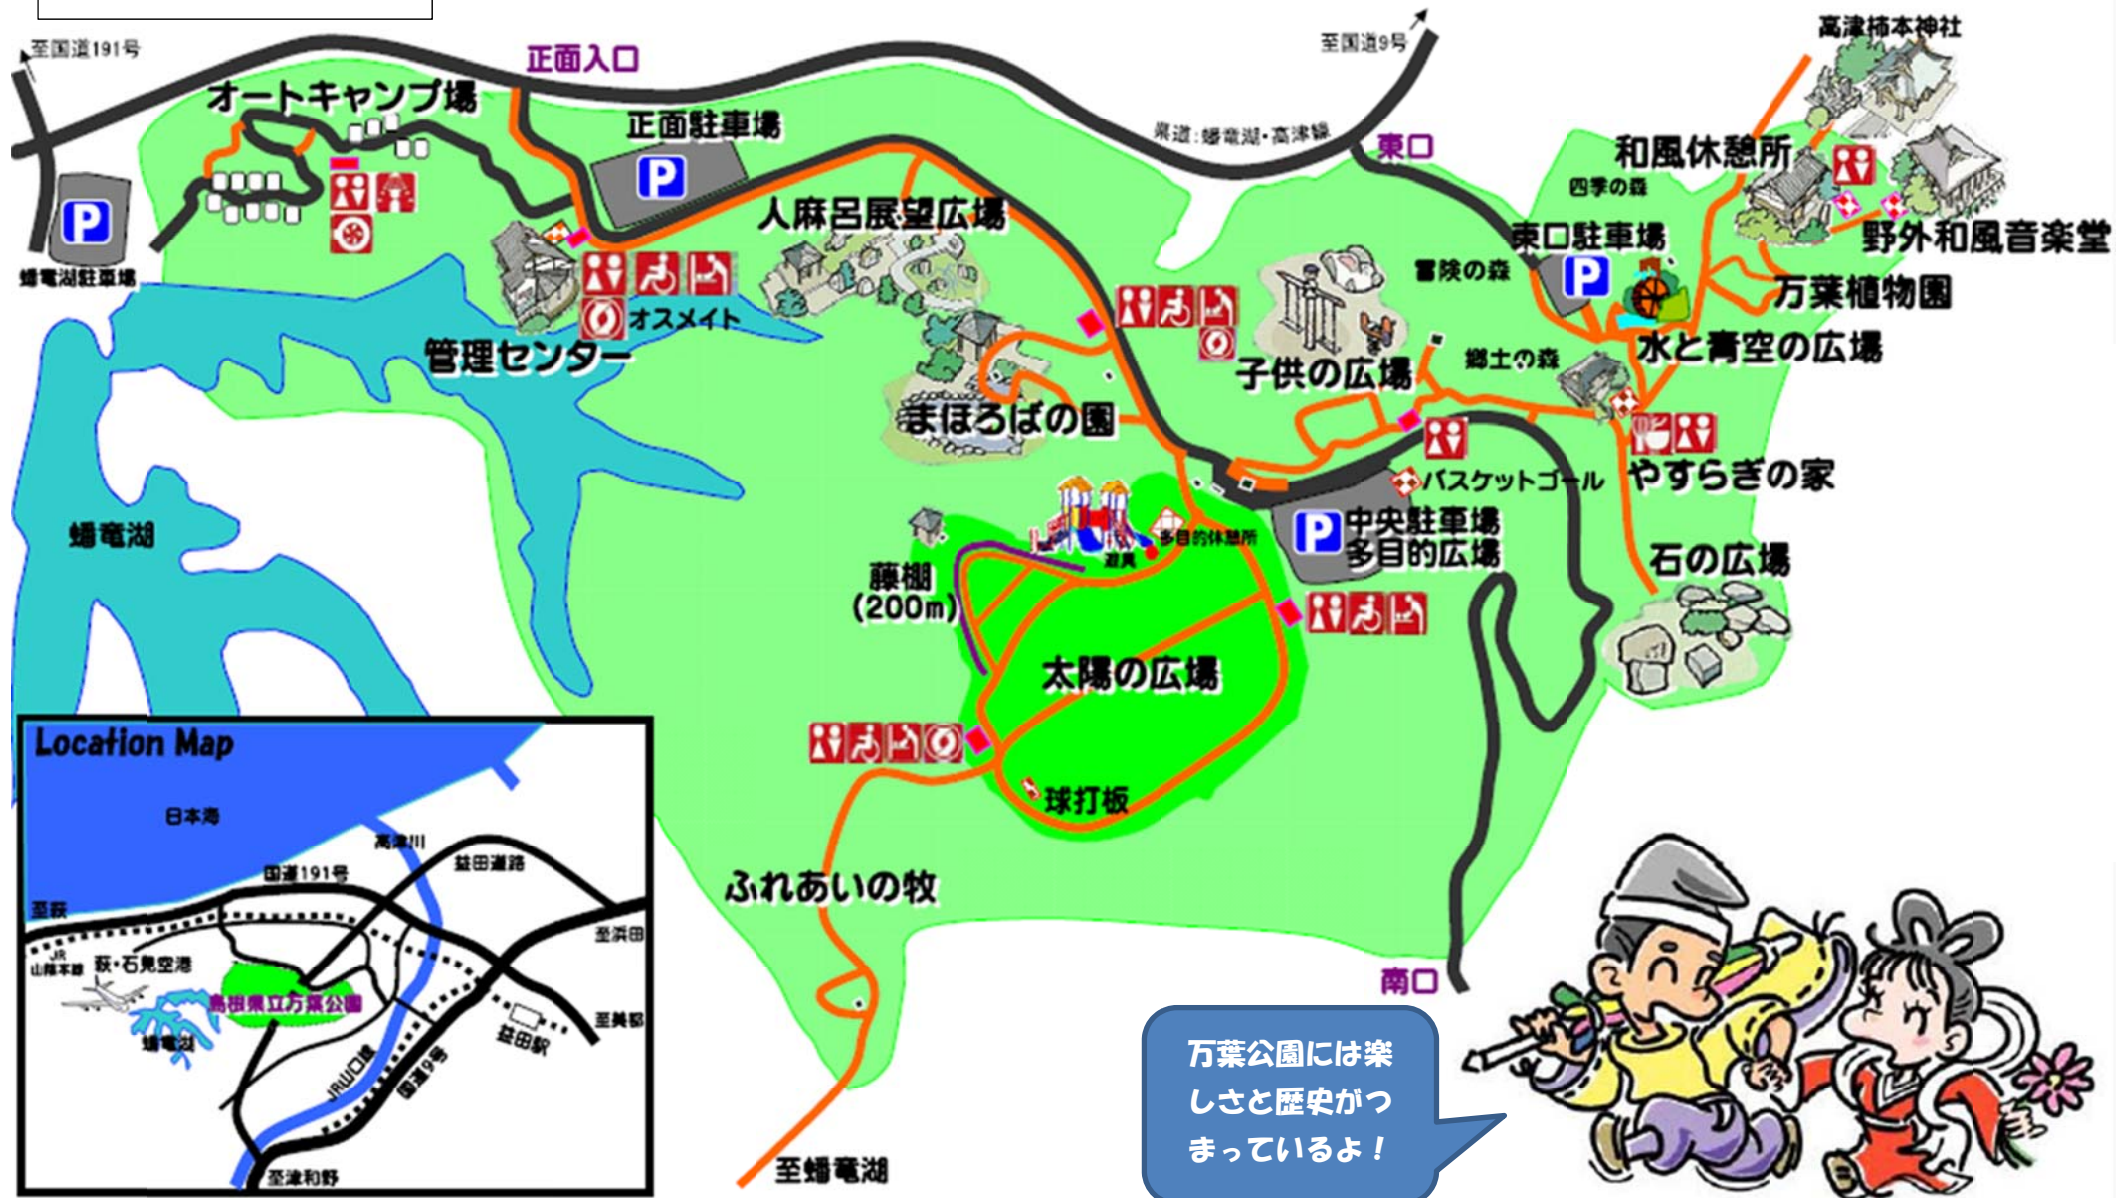 至国道191号
正面入口
至国道9号
高津柿本神社
オートキャンプ場
正面駐車場
県道:蟠竜湖・高津線
東口
和風休憩所
四季の森
人麻呂展望広場
東口駐車場
野外和風音楽堂
蟠竜湖駐車場
冒険の森
万葉植物園
オスメイト
管理センター
子供の広場
郷土の森
水と青空の広場
まほろばの園
バスケットゴール
やすらぎの家
蟠竜湖
中央駐車場
多目的広場
多目的休憩所
遊具
石の広場
藤棚
(200m)
太陽の広場
球打板
ふれあいの牧
南口
至蟠竜湖
Location Map
日本海
高津川
益田道路
国道191号
至萩
至浜田
JR
山陰本線
萩・石見空港
島根県立万葉公園
蟠竜湖
益田駅
至美都
JR山口線
国道9号
至津和野
万葉公園には楽
しさと歴史がつ
まっているよ！
P
P
P
P